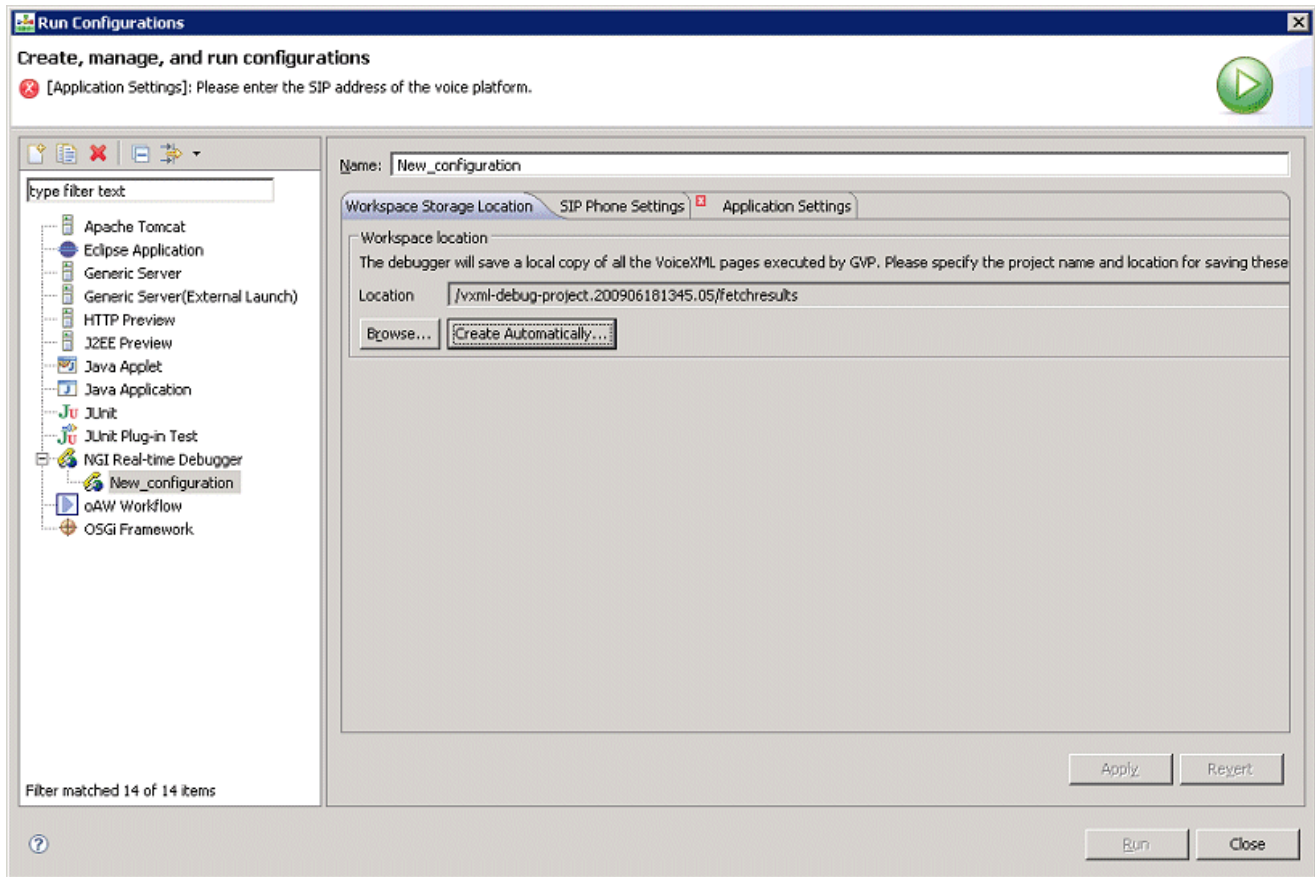 Run Configurations
Create, manage, and run configurations
[Application Settings]: Please enter the SIP address of the voice platform.
type filter text
Apache Tomcat
Eclipse Application
Generic Server
Generic Server(External Launch)
HTTP Preview
J2EE Preview
Java Applet
Java Application
JUnit
JUnit Plug-in Test
NGI Real-time Debugger
New_configuration
oAW Workflow
OSGi Framework
Filter matched 14 of 14 items
Name: New_configuration
Workspace Storage Location SIP Phone Settings Application Settings
Workspace location
The debugger will save a local copy of all the VoiceXML pages executed by GVP. Please specify the project name and location for saving these
Location /vxml-debug-project.200906181345.05/fetchresults
Browse... Create Automatically...
Apply Revert
Run Close